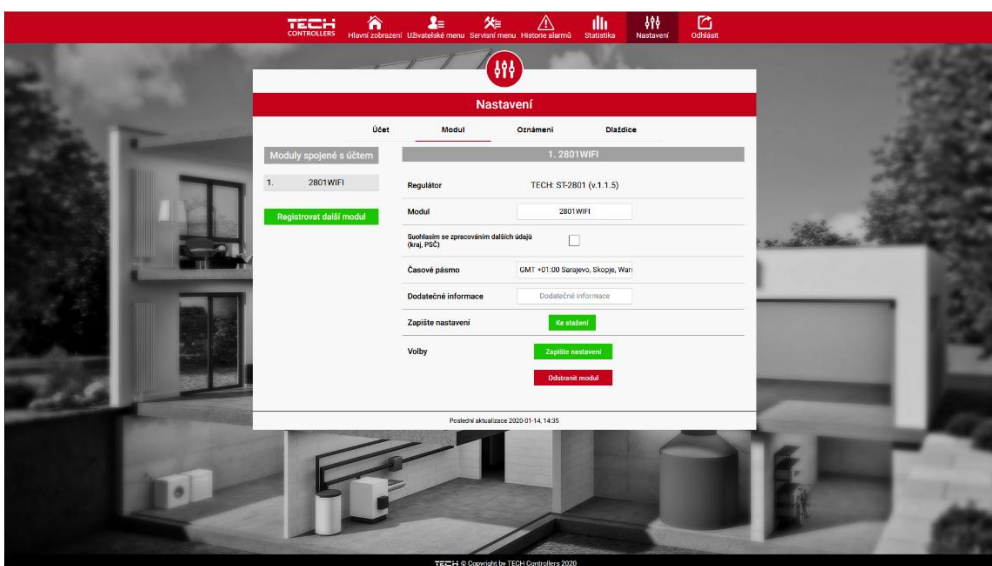 TECH
CONTROLLERS
Hlavní zobrazení Uživatelské menu Servisní menu Historie alarmů Statistika Nastavení Odhlásit
Nastavení
Účet Modul Oznámení Dlaždice
Moduly spojené s účtem
1. 2801WIFI
Registrovat další modul
1. 2801WIFI
Regulátor TECH: ST-2801 (v.1.1.5)
Modul 2801WIFI
Suohlasím se zpracováním dalších údajů
(kraj, PSČ)
Časové pásmo GMT +01:00 Sarajevo, Skopje, War
Dodatečné informace Dodatečné informace
Zapište nastavení Ke stažení
Volby Zapište nastavení
Odstranit modul
Poslední aktualizace 2020-01-14, 14:35
TECH © Copyright by TECH Controllers 2020